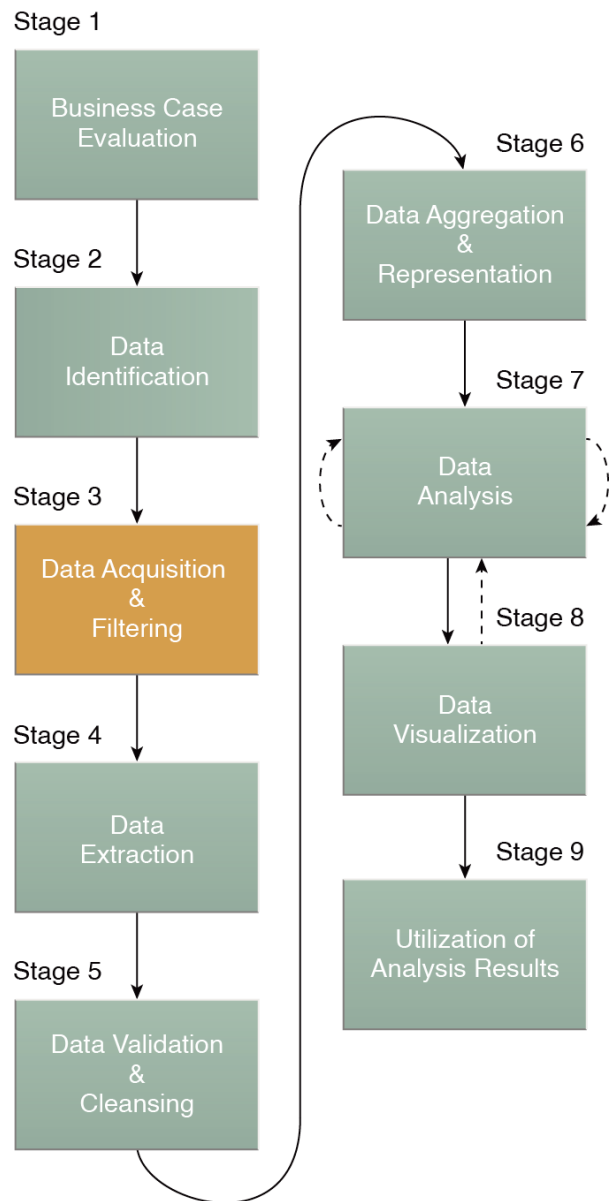 Stage 1
Business Case
Evaluation
Stage 2
Data
Identification
Stage 3
Data Acquisition
&
Filtering
Stage 4
Data
Extraction
Stage 5
Data Validation
&
Cleansing
Stage 6
Data Aggregation
&
Representation
Stage 7
Data
Analysis
Stage 8
Data
Visualization
Stage 9
Utilization of
Analysis Results